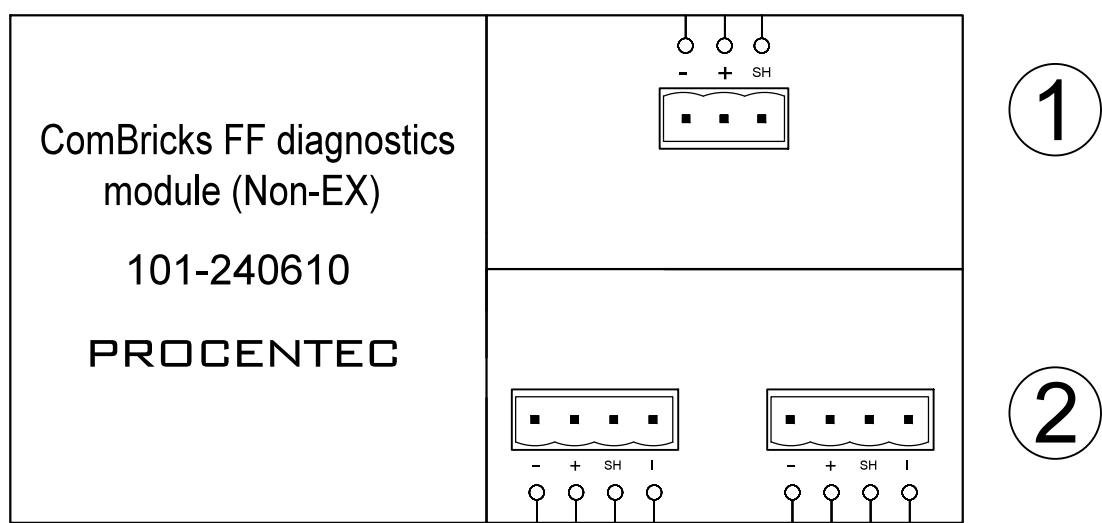 ComBricks FF diagnostics
module (Non-EX)
101-240610
PROCENTEC
- + SH
1
- + SH I
- + SH I
2